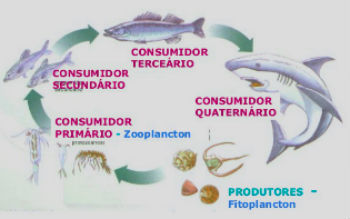 CONSUMIDOR
TERCEÁRIO
CONSUMIDOR
SECUNDÁRIO
CONSUMIDOR
QUATERNÁRIO
CONSUMIDOR
PRIMÁRIO - Zooplancton
PRODUTORES -
Fitoplancton